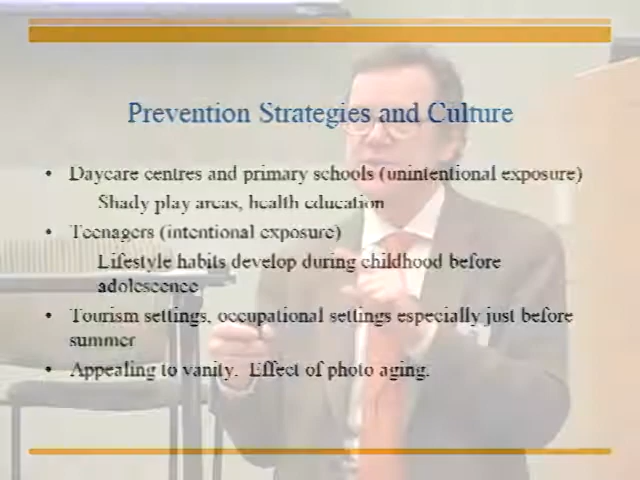 Prevention Strategies and Culture
• Daycare centres and primary schools (unintentional exposure)
Shady play areas, health education
• Teenagers (intentional exposure)
Lifestyle habits develop during childhood before
adolescence
• Tourism settings, occupational settings especially just before
summer
• Appealing to vanity. Effect of photo aging.